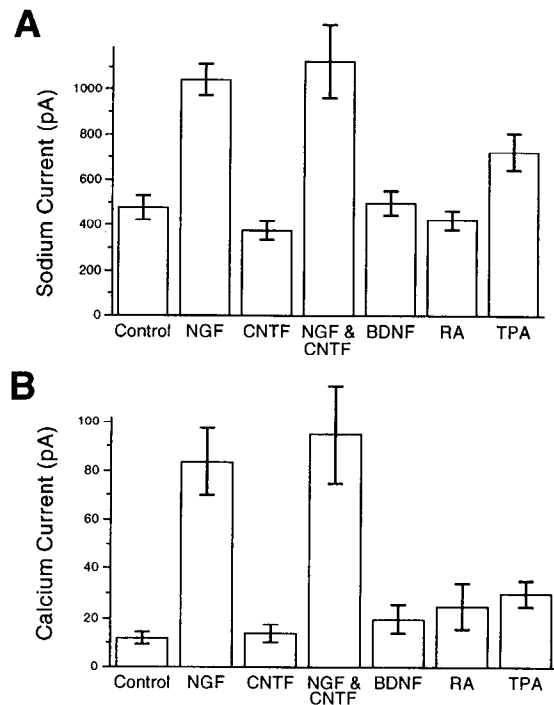 A
Sodium Current (pA)
1000
800
600
400
200
0
Control NGF CNTF NGF & BDNF RA TPA
CNTF
B
Calcium Current (pA)
100
80
60
40
20
0
Control NGF CNTF NGF & BDNF RA TPA
CNTF